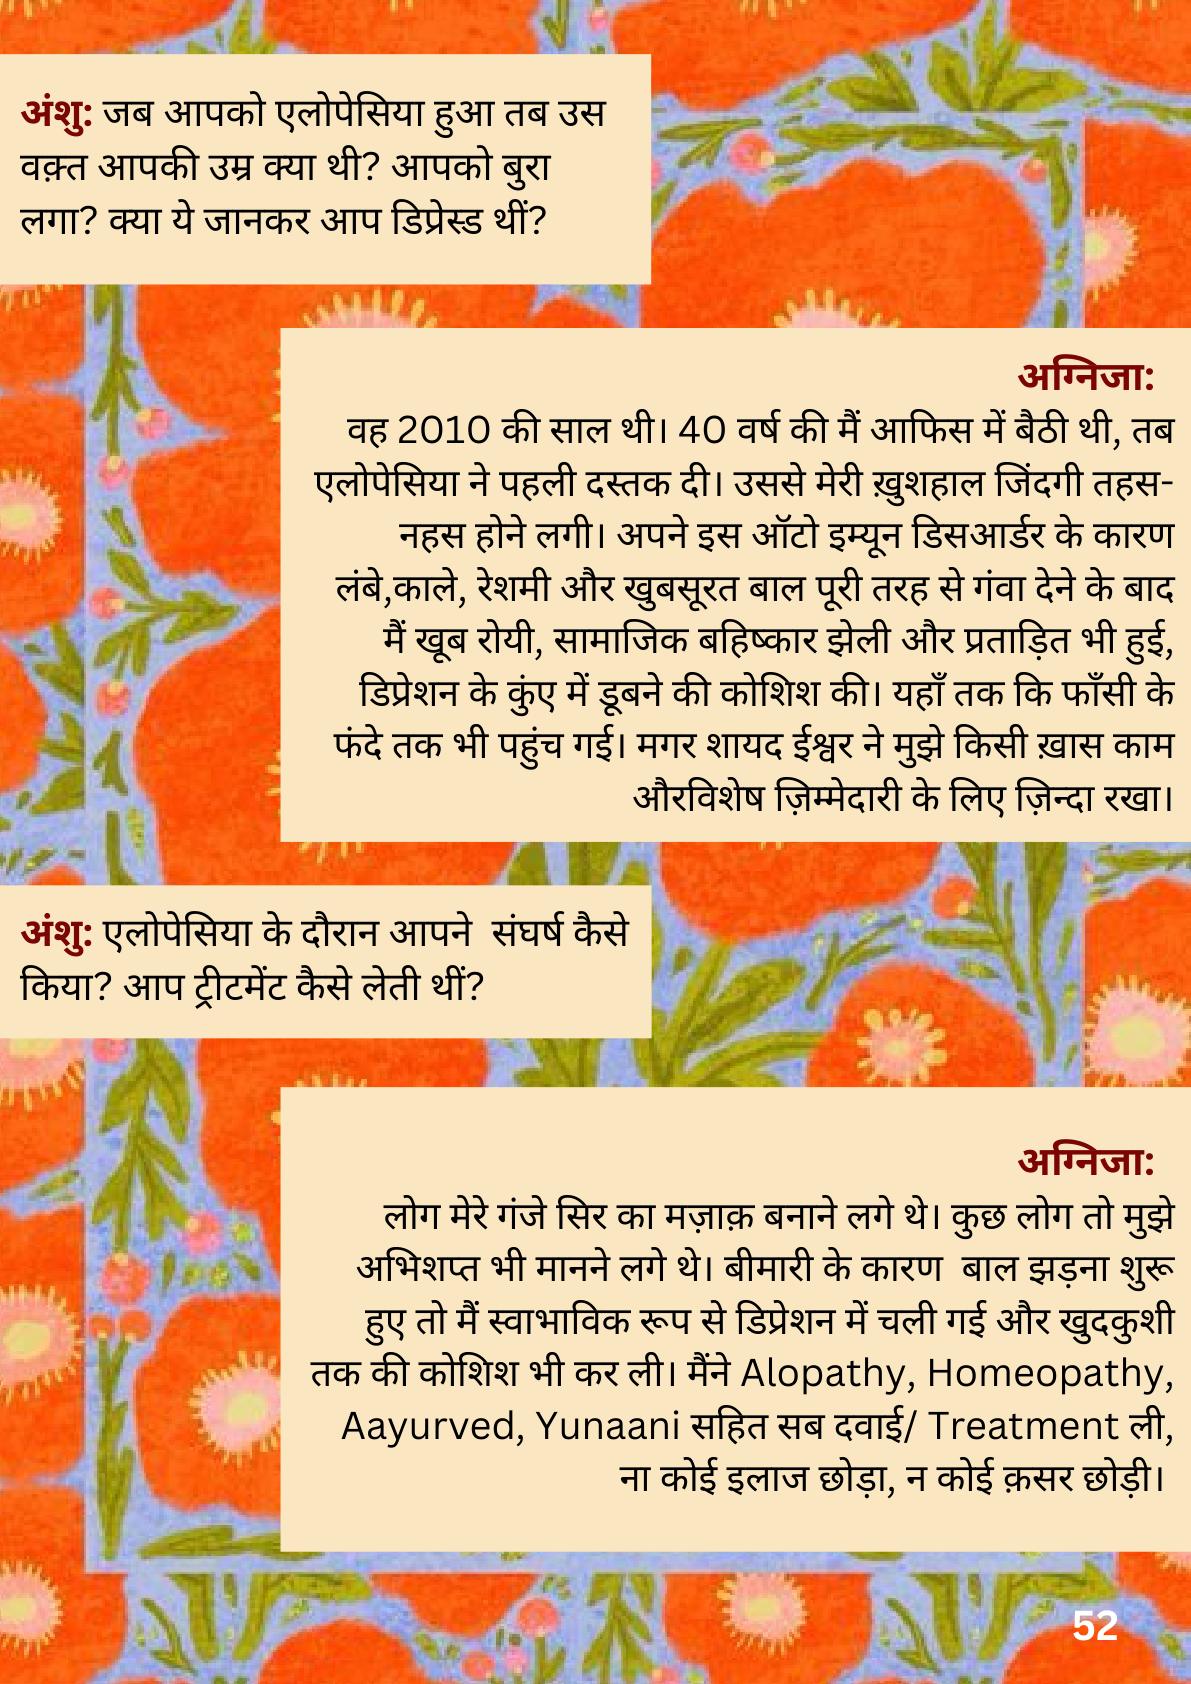 अंशु: जब आपको एलोपेसिया हुआ तब उस
वक़्त आपकी उम्र क्या थी? आपको बुरा
लगा? क्या ये जानकर आप डिप्रेस्ड थीं?
अग्निजा:
वह 2010 की साल थी। 40 वर्ष की मैं आफिस में बैठी थी, तब
एलोपेसिया ने पहली दस्तक दी। उससे मेरी ख़ुशहाल जिंदगी तहस-
नहस होने लगी। अपने इस ऑटो इम्यून डिसआर्डर के कारण
लंबे,काले, रेशमी और खुबसूरत बाल पूरी तरह से गंवा देने के बाद
मैं खूब रोयी, सामाजिक बहिष्कार झेली और प्रताड़ित भी हुई,
डिप्रेशन के कुंए में डूबने की कोशिश की। यहाँ तक कि फाँसी के
फंदे तक भी पहुंच गई। मगर शायद ईश्वर ने मुझे किसी ख़ास काम
औरविशेष ज़िम्मेदारी के लिए ज़िन्दा रखा।
अंशु: एलोपेसिया के दौरान आपने  संघर्ष कैसे
किया? आप ट्रीटमेंट कैसे लेती थीं?
अग्निजा:
लोग मेरे गंजे सिर का मज़ाक़ बनाने लगे थे। कुछ लोग तो मुझे
अभिशप्त भी मानने लगे थे। बीमारी के कारण  बाल झड़ना शुरू
हुए तो मैं स्वाभाविक रूप से डिप्रेशन में चली गई और खुदकुशी
तक की कोशिश भी कर ली। मैंने Alopathy, Homeopathy,
Aayurved, Yunaani सहित सब दवाई/ Treatment ली,
ना कोई इलाज छोड़ा, न कोई क़सर छोड़ी।
52